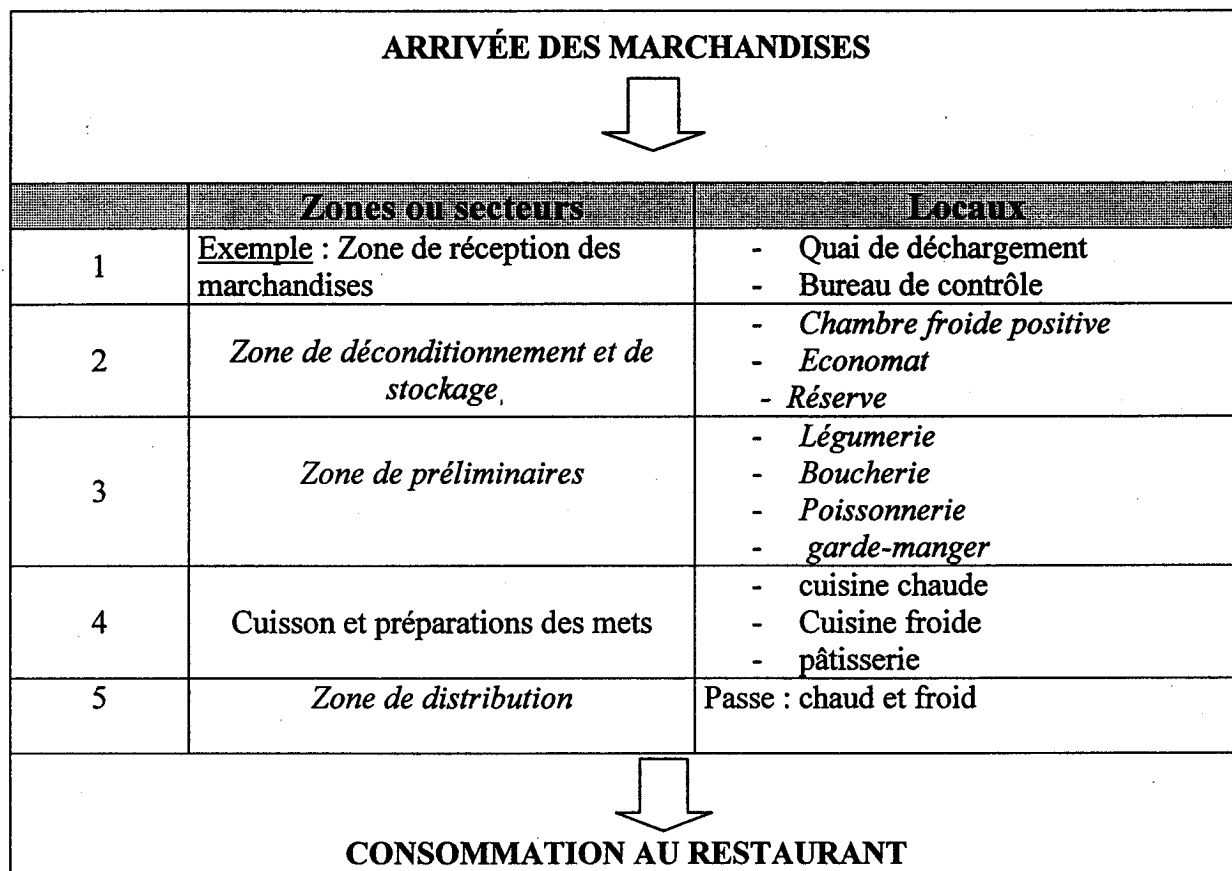 ARRIVÉE DES MARCHANDISES
Zones ou secteurs
Locaux
1
Exemple : Zone de réception des
marchandises
- Quai de déchargement
- Bureau de contrôle
2
Zone de déconditionnement et de
stockage
- Chambre froide positive
- Economat
- Réserve
3
Zone de préliminaires
- Légumerie
- Boucherie
- Poissonnerie
- garde-manger
4
Cuisson et préparations des mets
- cuisine chaude
- Cuisine froide
- pâtisserie
5
Zone de distribution
Passe : chaud et froid
CONSOMMATION AU RESTAURANT